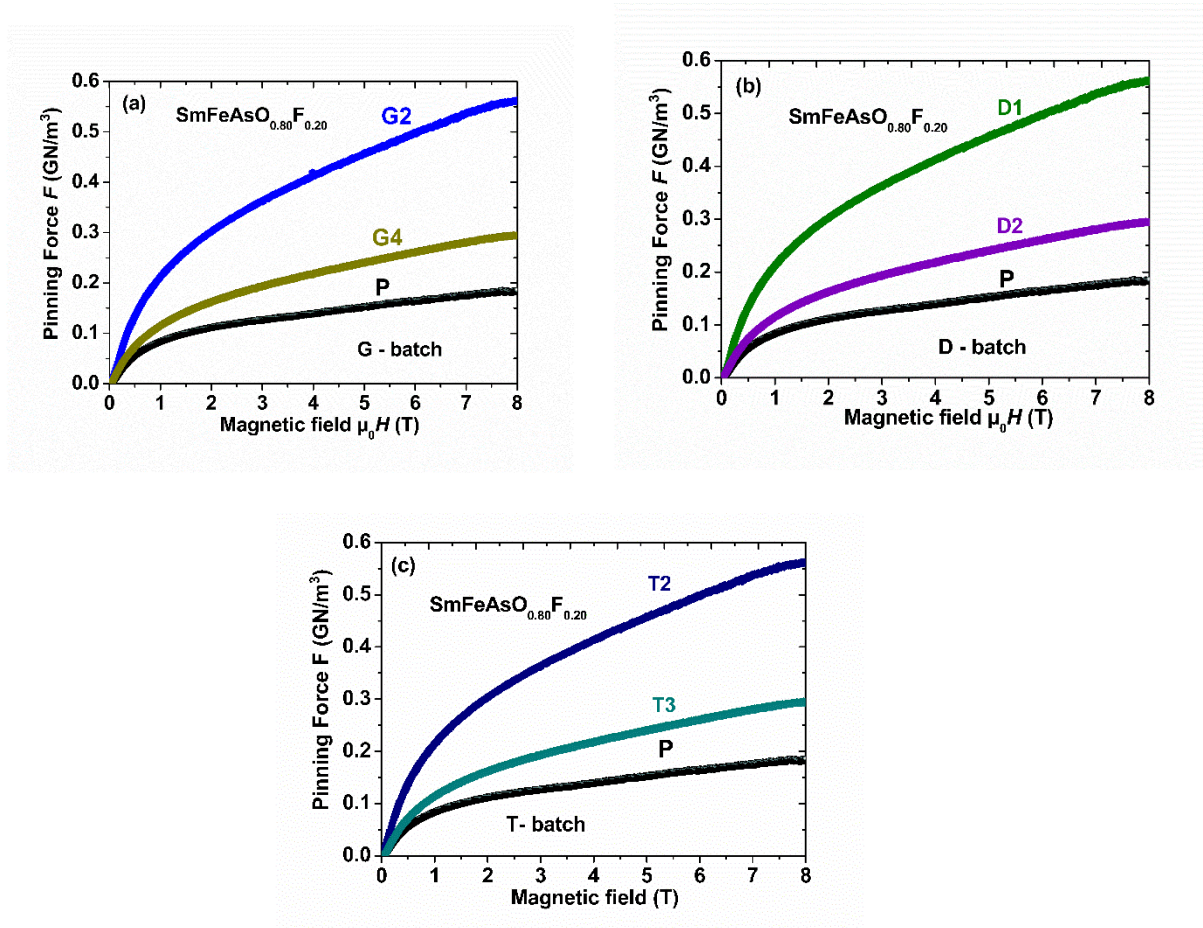 (a)
SmFeAsO0.80F0.20
G2
G4
P
G - batch
Pinning Force F (GN/m3)
0.6
0.5
0.4
0.3
0.2
0.1
0.0
0 1 2 3 4 5 6 7 8
Magnetic field μ0H (T)
(b)
SmFeAsO0.80F0.20
D1
D2
P
D - batch
Pinning Force F (GN/m3)
0.6
0.5
0.4
0.3
0.2
0.1
0.0
0 1 2 3 4 5 6 7 8
Magnetic field μ0H (T)
(c)
SmFeAsO0.80F0.20
T2
T3
P
T- batch
Pinning Force F (GN/m3)
0.6
0.5
0.4
0.3
0.2
0.1
0.0
0 1 2 3 4 5 6 7 8
Magnetic field (T)